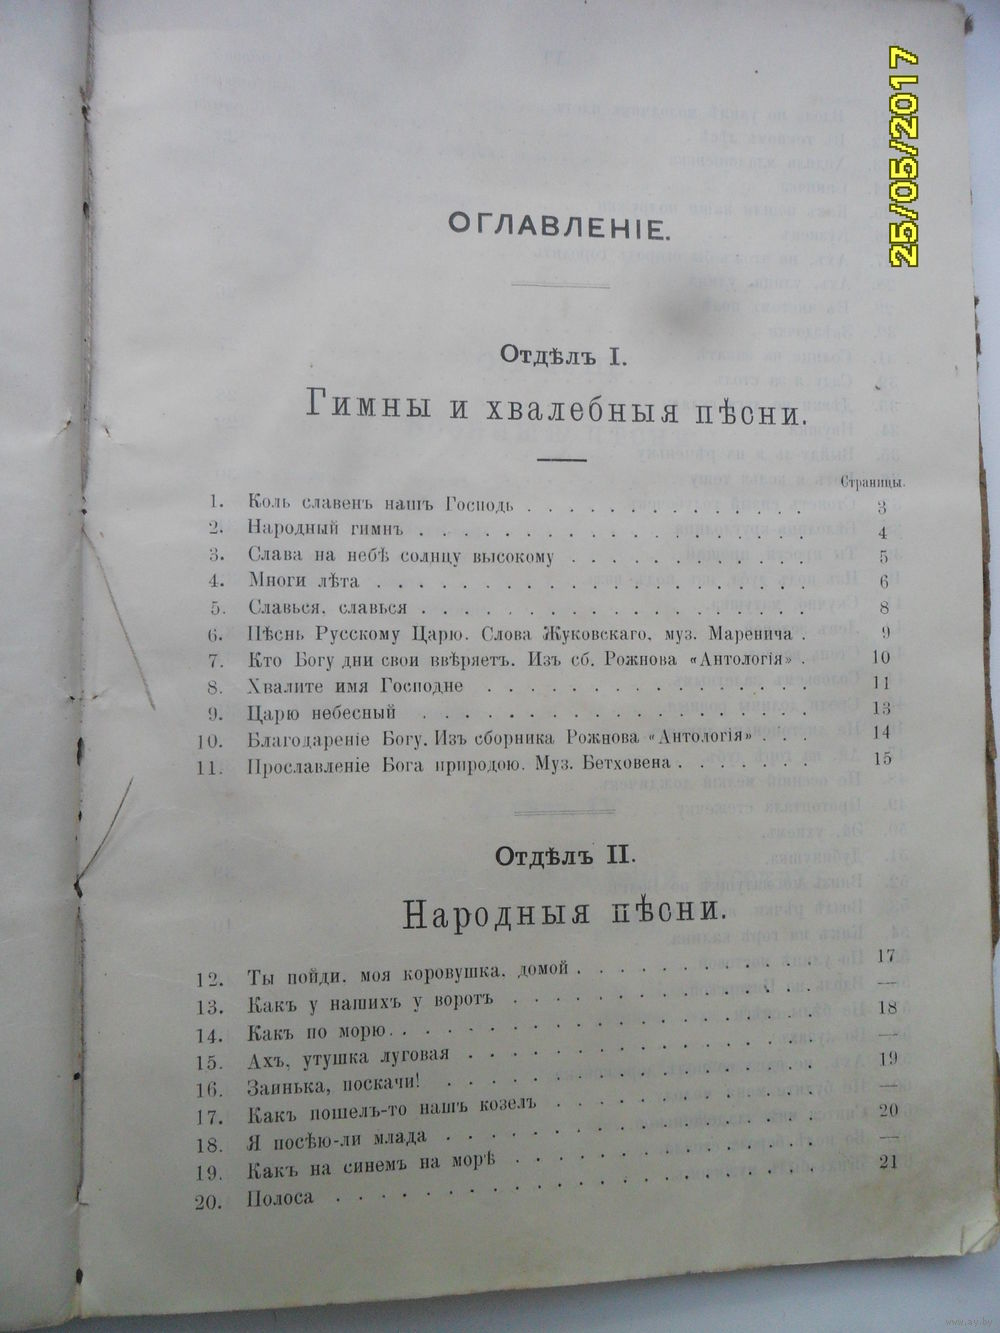 25/05/2017
ОГЛАВЛЕНІЕ.
Отдѣлъ I.
Гимны и хвалебныя пѣсни.
Страницы.
1. Коль славенъ нашъ Господь . . . . . . . . . . . . . . 3
2. Народный гимнъ . . . . . . . . . . . . . . . . . . 4
3. Слава на небѣ солнцу высокому . . . . . . . . . . . . 5
4. Многи лѣта . . . . . . . . . . . . . . . . . . . . 6
5. Славься, славься . . . . . . . . . . . . . . . . . . 8
6. Пѣснь Русскому Царю. Слова Жуковскаго, муз. Маренича . 9
7. Кто Богу дни свои ввѣряетъ. Изъ сб. Рожнова «Антологія» . 10
8. Хвалите имя Господне . . . . . . . . . . . . . . . 11
9. Царю небесный . . . . . . . . . . . . . . . . . . 13
10. Благодареніе Богу. Изъ сборника Рожнова «Антологія» . . . 14
11. Прославленіе Бога природою. Муз. Бетховена . . . . . . . 15
Отдѣлъ II.
Народныя пѣсни.
12. Ты пойди, моя коровушка, домой . . . . . . . . . . . 17
13. Какъ у нашихъ у воротъ . . . . . . . . . . . . . . —
14. Какъ по морю . . . . . . . . . . . . . . . . . . . 18
15. Ахъ, утушка луговая . . . . . . . . . . . . . . . . —
16. Заинька, поскачи! . . . . . . . . . . . . . . . . . 19
17. Какъ пошелъ-то нашъ козелъ . . . . . . . . . . . . —
18. Я посѣю-ли млада . . . . . . . . . . . . . . . . . 20
19. Какъ на синемъ на морѣ . . . . . . . . . . . . . . —
20. Полоса . . . . . . . . . . . . . . . . . . . . . . 21
www.ay.by